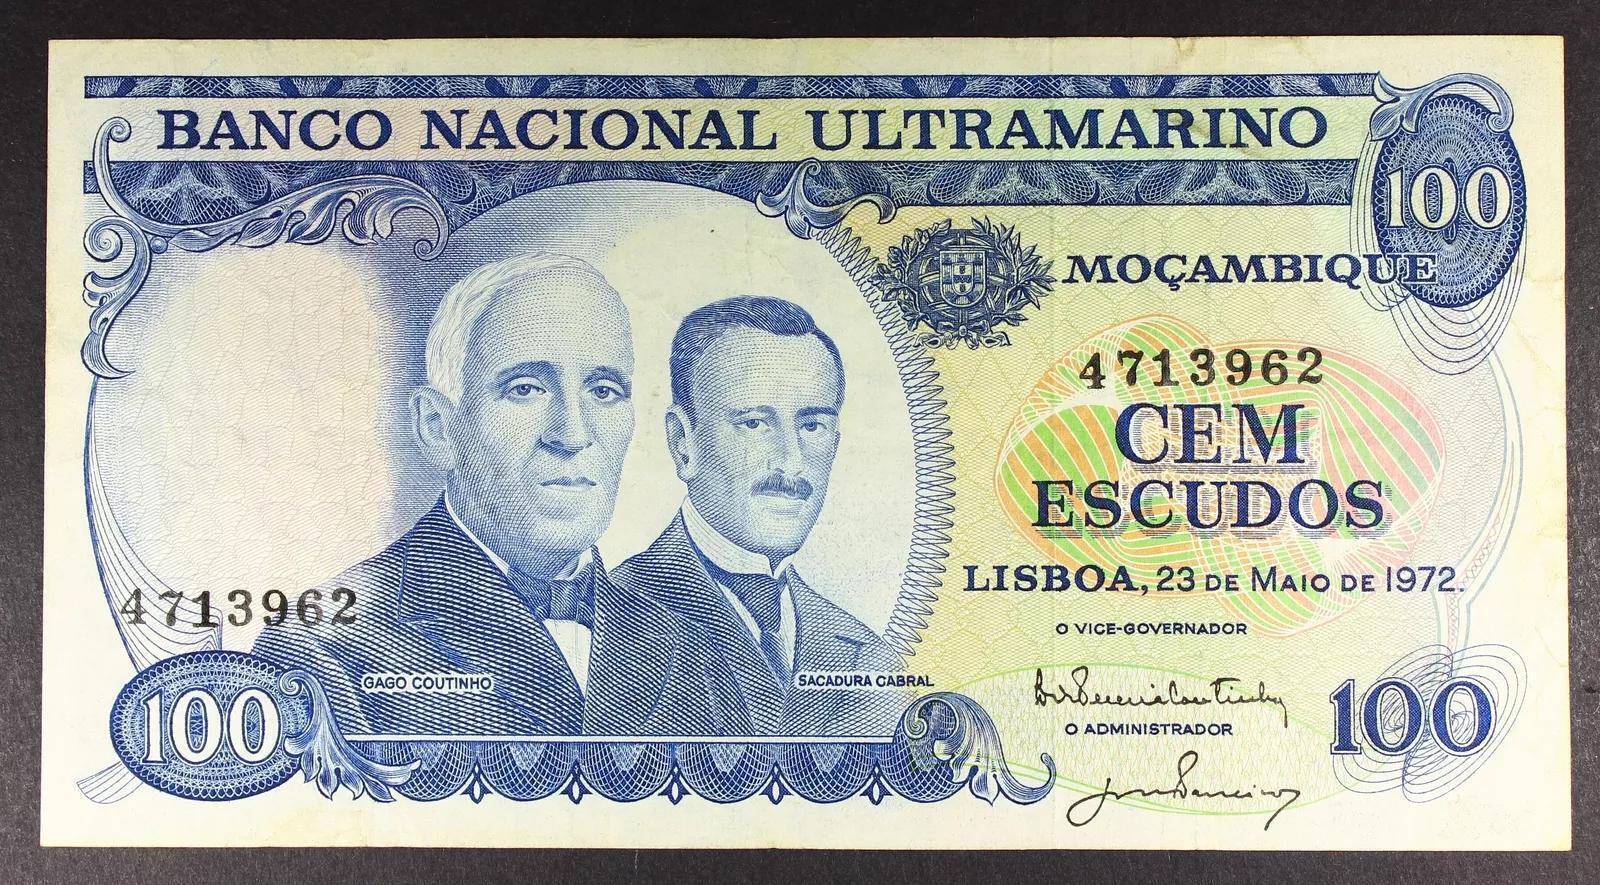 BANCO NACIONAL ULTRAMARINO
100
MOÇAMBIQUE
4713962
CEM
ESCUDOS
LISBOA, 23 DE MAIO DE 1972.
4713962
O VICE-GOVERNADOR
GAGO COUTINHO
SACADURA CABRAL
100
O ADMINISTRADOR
100